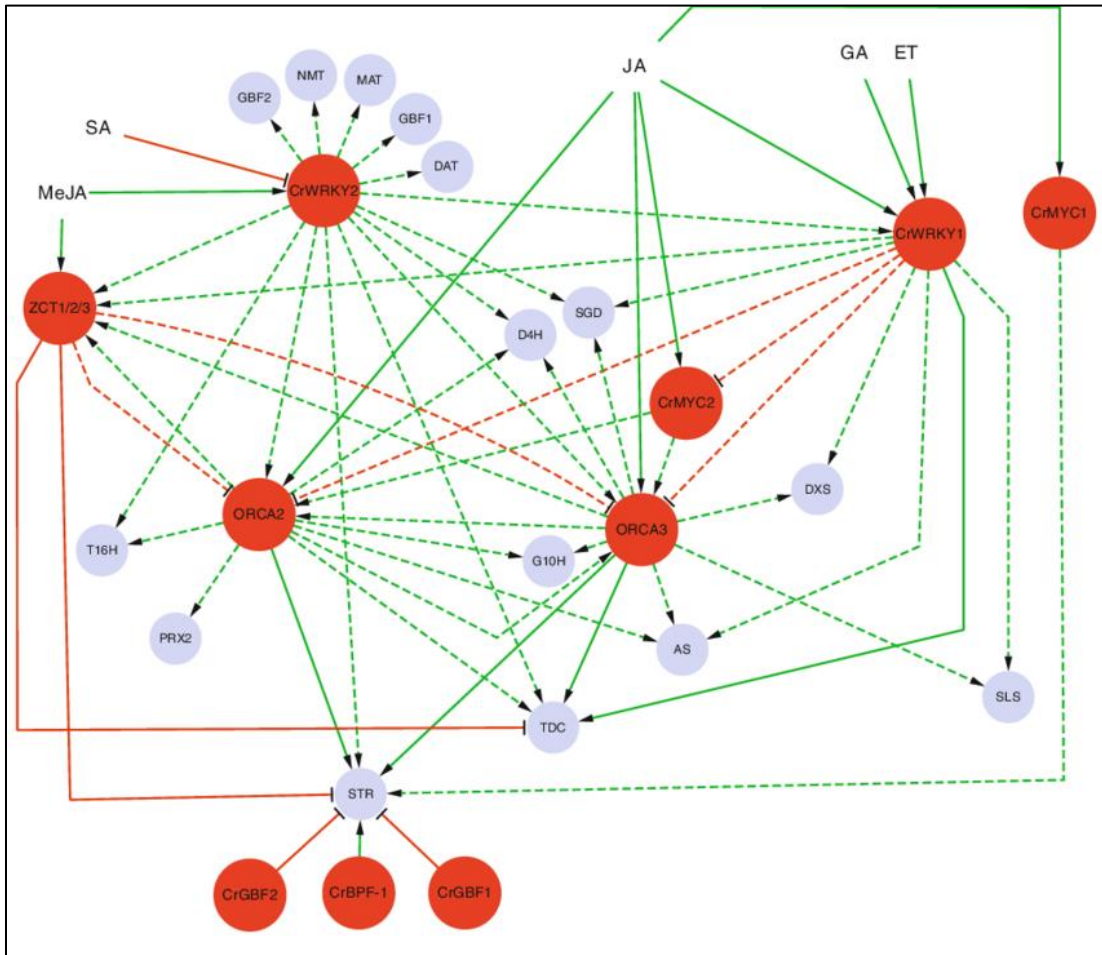 JA
GA
ET
NMT
MAT
GBF2
GBF1
SA
DAT
MeJA
CrWRKY2
CrMYC1
CrWRKY1
ZCT1/2/3
SGD
D4H
CrMYC2
DXS
ORCA2
ORCA3
T16H
G10H
PRX2
AS
SLS
TDC
STR
CrGBF2
CrBPF-1
CrGBF1